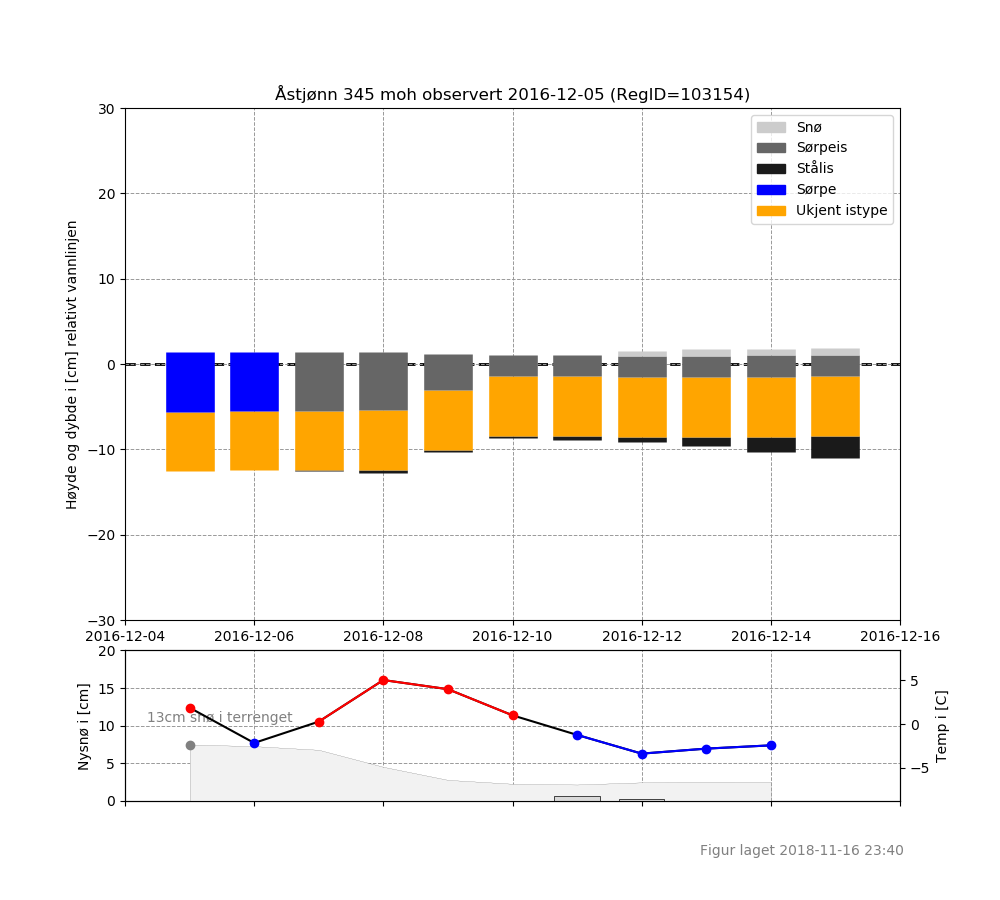 Åstjønn 345 moh observert 2016-12-05 (RegID=103154)
30
20
10
0
−10
−20
−30
Høyde og dybde i [cm] relativt vannlinjen
Snø
Sørpeis
Stålis
Sørpe
Ukjent istype
2016-12-04 2016-12-06 2016-12-08 2016-12-10 2016-12-12 2016-12-14 2016-12-16
20
15
10
5
0
Nysnø i [cm]
13cm snø i terrenget
5
0
−5
Temp i [C]
Figur laget 2018-11-16 23:40